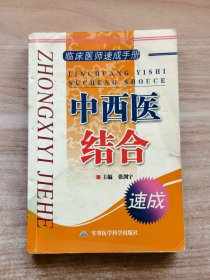 临床医师速成手册
LINCHUANG YISHI
SUCHENG SHOUCE
ZHONGXIYI JIEHE
中西医
结合
主编 张剑宇
速成
军事医学科学出版社